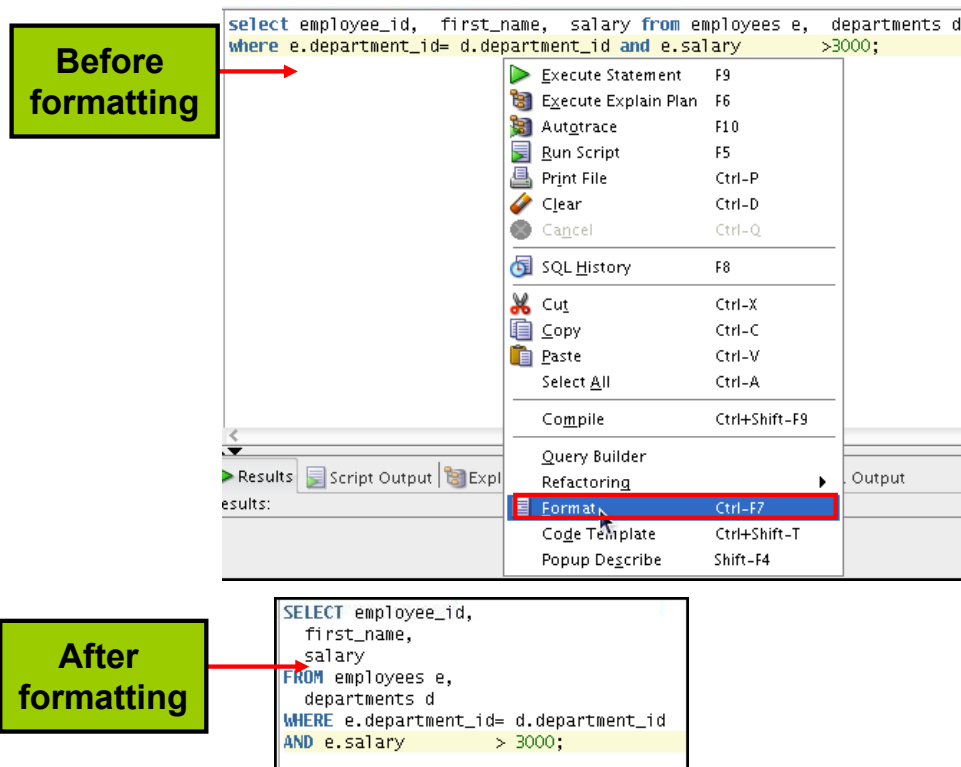 Before
formatting
select employee_id,  first_name,  salary from employees e,  departments d
where e.department_id= d.department_id and e.salary        >3000;
Execute Statement F9
Execute Explain Plan F6
Autotrace F10
Run Script F5
Print File Ctrl-P
Clear Ctrl-D
Cancel Ctrl-Q
SQL History F8
Cut Ctrl-X
Copy Ctrl-C
Paste Ctrl-V
Select All Ctrl-A
Compile Ctrl+Shift-F9
Query Builder
Refactoring
Format Ctrl-F7
Code Template Ctrl+Shift-T
Popup Describe Shift-F4
Results Script Output Expl Output
esults:
After
formatting
SELECT employee_id,
  first_name,
  salary
FROM employees e,
  departments d
WHERE e.department_id= d.department_id
AND e.salary        > 3000;